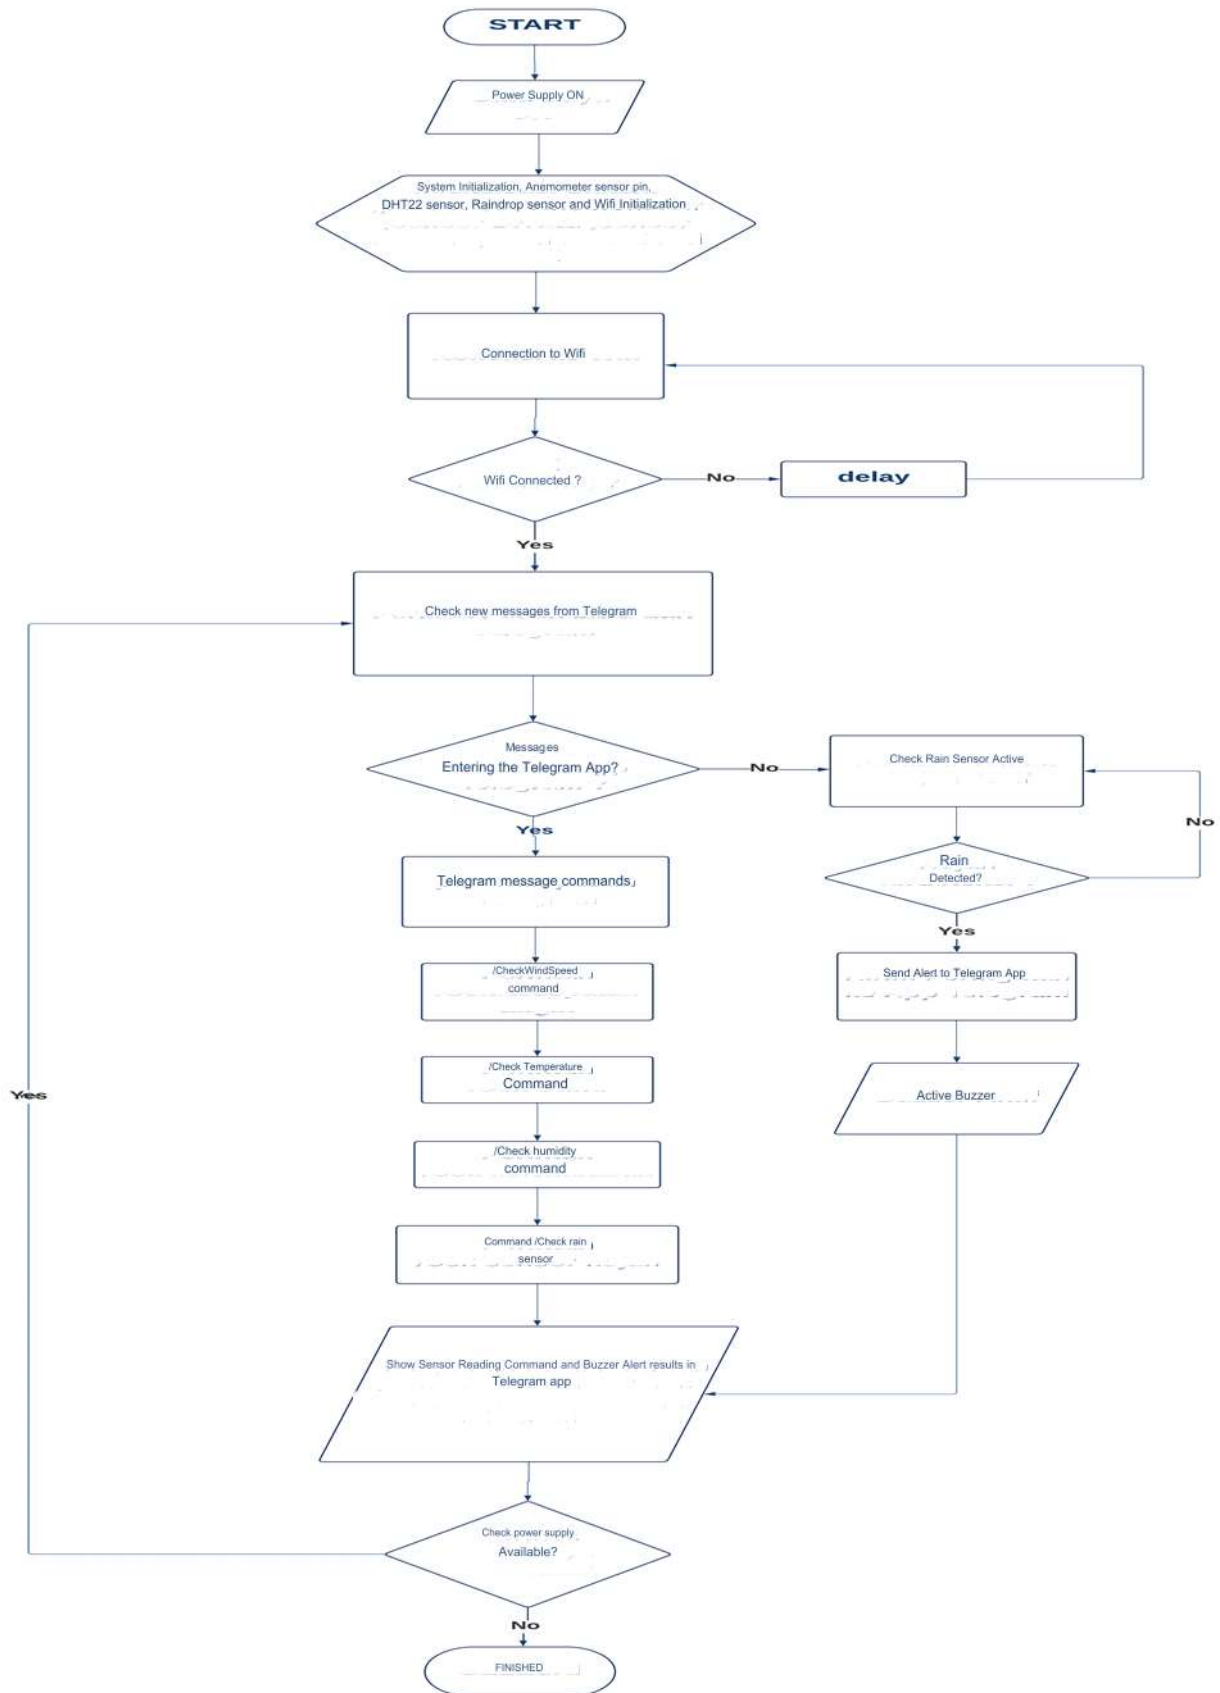 START
Power Supply ON
System Initialization, Anemometer sensor pin,
DHT22 sensor, Raindrop sensor and Wifi Initialization
Connection to Wifi
Wifi Connected ?
No
delay
Yes
Check new messages from Telegram
Messages
Entering the Telegram App?
No
Check Rain Sensor Active
No
Yes
Rain
Detected?
Telegram message commands
Yes
/CheckWindSpeed
command
Send Alert to Telegram App
/Check Temperature
Command
Active Buzzer
Yes
/Check humidity
command
Command /Check rain
sensor
Show Sensor Reading Command and Buzzer Alert results in
Telegram app
Check power supply
Available?
No
FINISHED